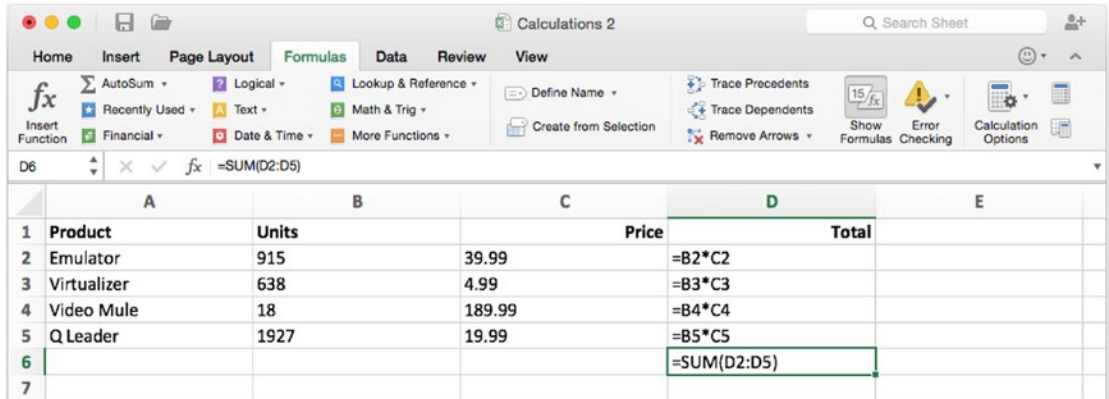 Calculations 2
Search Sheet
Home Insert Page Layout Formulas Data Review View
fx Insert Function
AutoSum Logical Lookup & Reference Define Name Trace Precedents
Recently Used Text Math & Trig Create from Selection Trace Dependents
Financial Date & Time More Functions Remove Arrows
15 fx Show Formulas
Error Checking
Calculation Options
D6 fx =SUM(D2:D5)
A B C D E
1 Product Units Price Total
2 Emulator 915 39.99 =B2*C2
3 Virtualizer 638 4.99 =B3*C3
4 Video Mule 18 189.99 =B4*C4
5 Q Leader 1927 19.99 =B5*C5
6 =SUM(D2:D5)
7